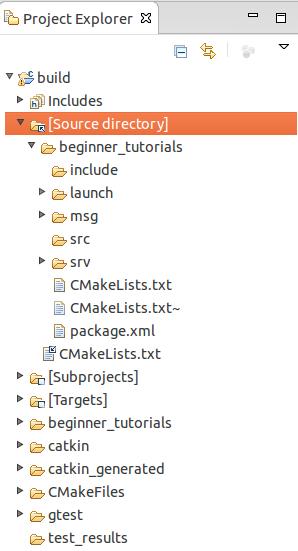 Project Explorer
build
Includes
[Source directory]
beginner_tutorials
include
launch
msg
src
srv
CMakeLists.txt
CMakeLists.txt~
package.xml
CMakeLists.txt
[Subprojects]
[Targets]
beginner_tutorials
catkin
catkin_generated
CMakeFiles
gtest
test_results